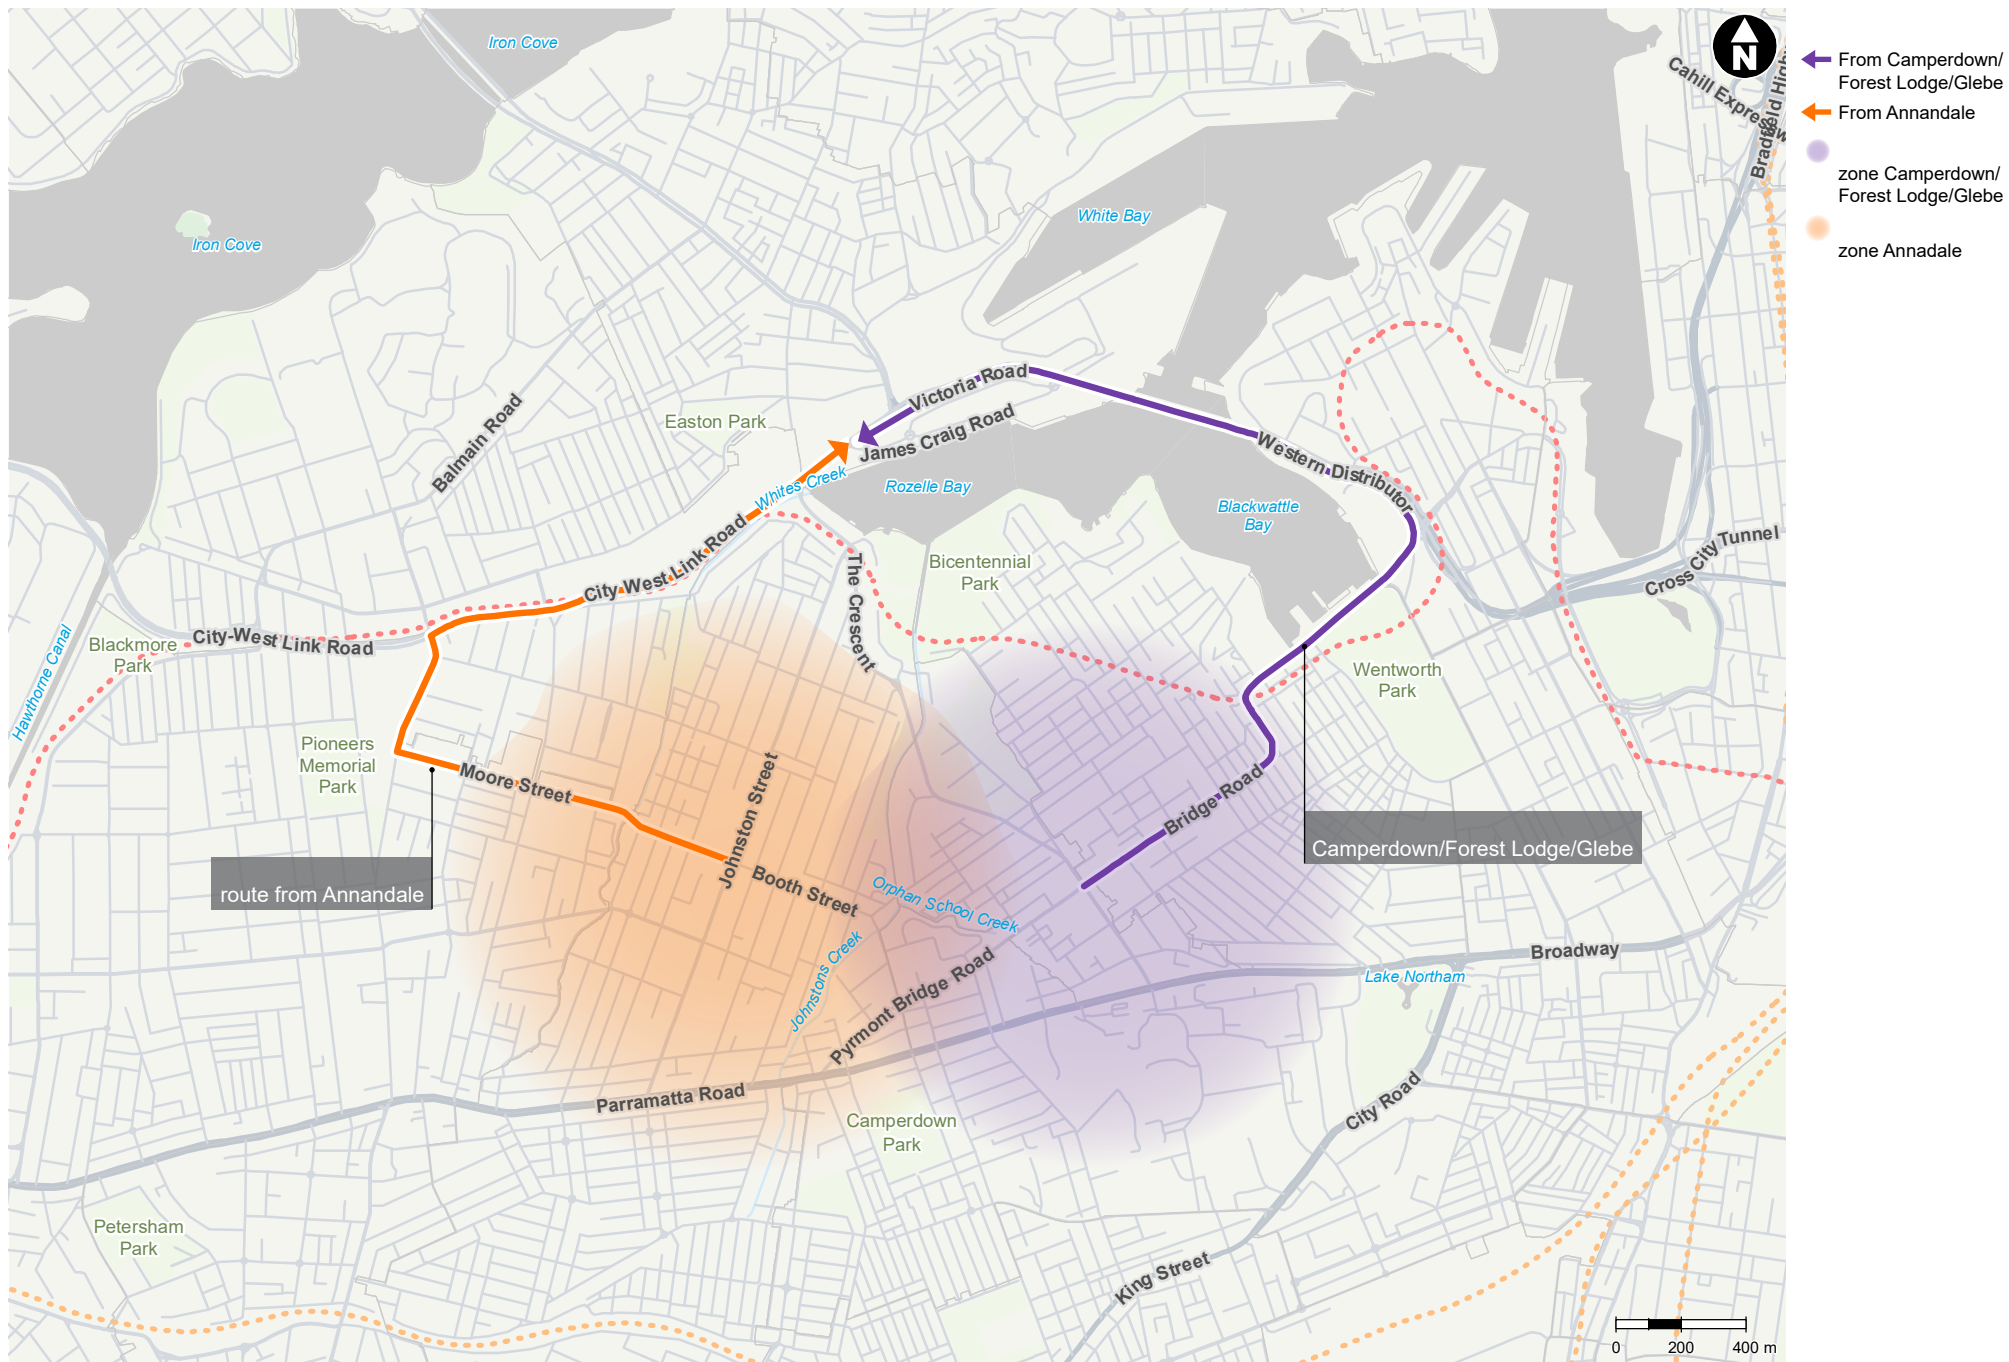 Iron Cove
Cahill Expressw
Bradfield High
N
From Camperdown/
Forest Lodge/Glebe
From Annandale
zone Camperdown/
Forest Lodge/Glebe
zone Annadale
White Bay
Iron Cove
Victoria Road
James Craig Road
Easton Park
Balmain Road
Western Distributor
Whites Creek
Rozelle Bay
Blackwattle
Bay
City West Link Road
The Crescent
Bicentennial
Park
Cross City Tunnel
City-West Link Road
Blackmore
Park
Hawthorne Canal
Wentworth
Park
Pioneers
Memorial
Park
Moore Street
Johnston Street
Bridge Road
Camperdown/Forest Lodge/Glebe
route from Annandale
Booth Street
Orphan School Creek
Johnstons Creek
Pyrmont Bridge Road
Broadway
Lake Northam
Parramatta Road
Camperdown
Park
City Road
Petersham
Park
King Street
0 200 400 m